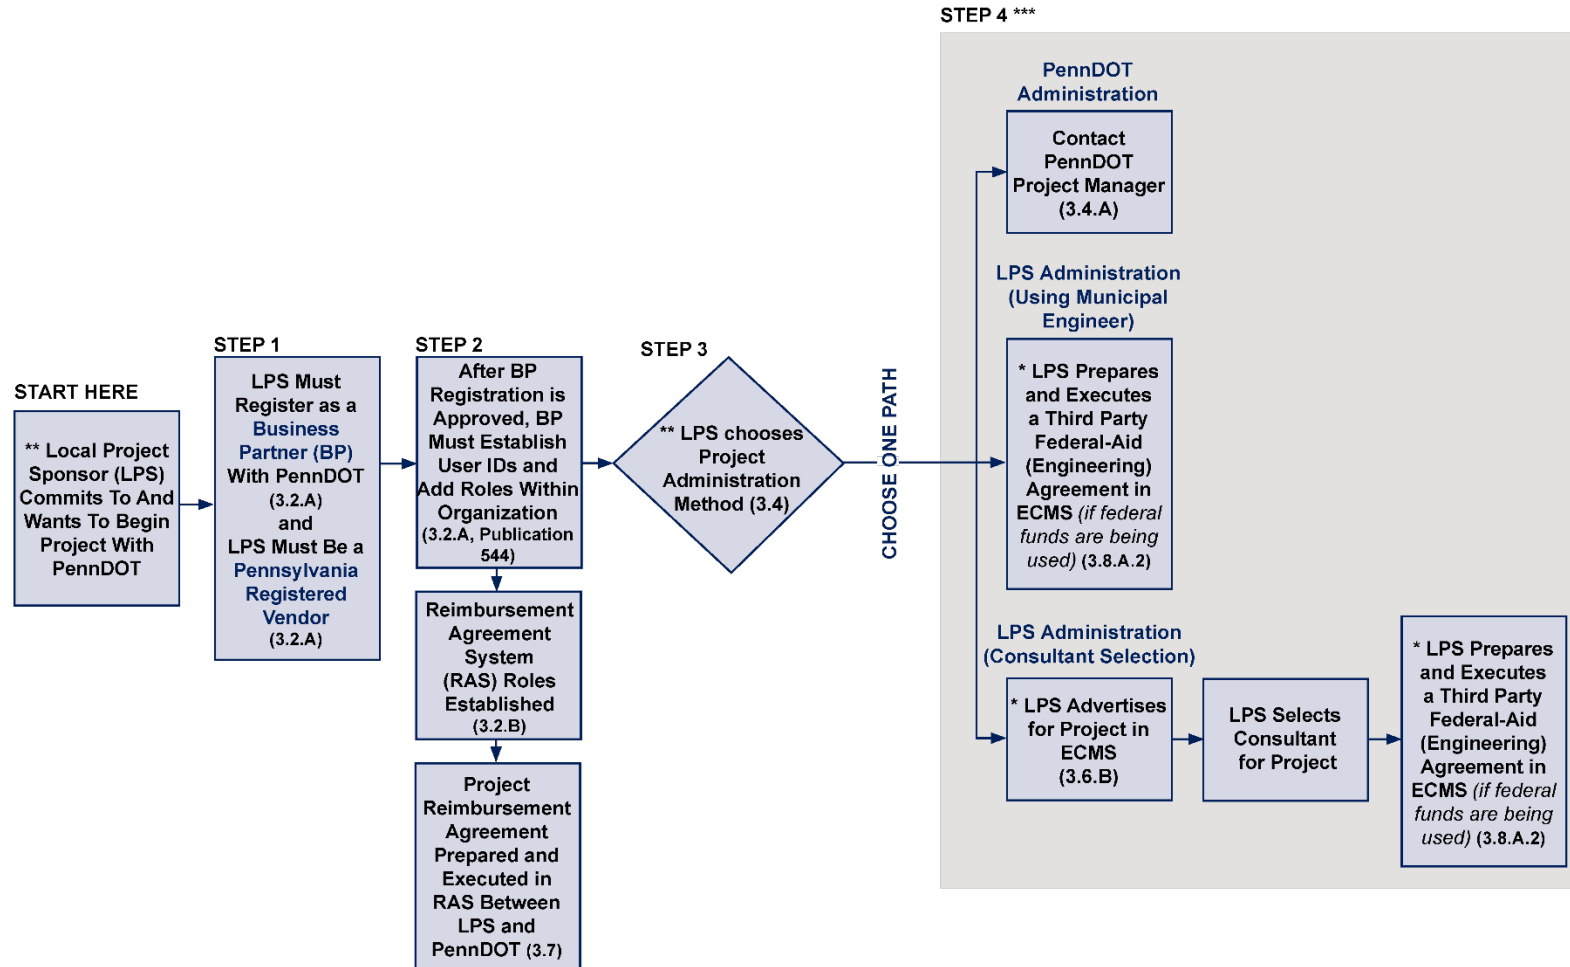 START HERE
** Local Project
Sponsor (LPS)
Commits To And
Wants To Begin
Project With
PennDOT
STEP 1
LPS Must
Register as a
Business
Partner (BP)
With PennDOT
(3.2.A)
and
LPS Must Be a
Pennsylvania
Registered
Vendor
(3.2.A)
STEP 2
After BP
Registration is
Approved, BP
Must Establish
User IDs and
Add Roles Within
Organization
(3.2.A, Publication
544)
Reimbursement
Agreement
System
(RAS) Roles
Established
(3.2.B)
Project
Reimbursement
Agreement
Prepared and
Executed in
RAS Between
LPS and
PennDOT (3.7)
STEP 3
** LPS chooses
Project
Administration
Method (3.4)
CHOOSE ONE PATH
STEP 4 ***
PennDOT
Administration
Contact
PennDOT
Project Manager
(3.4.A)
LPS Administration
(Using Municipal
Engineer)
* LPS Prepares
and Executes
a Third Party
Federal-Aid
(Engineering)
Agreement in
ECMS (if federal
funds are being
used) (3.8.A.2)
LPS Administration
(Consultant Selection)
* LPS Advertises
for Project in
ECMS
(3.6.B)
LPS Selects
Consultant
for Project
* LPS Prepares
and Executes
a Third Party
Federal-Aid
(Engineering)
Agreement in
ECMS (if federal
funds are being
used) (3.8.A.2)